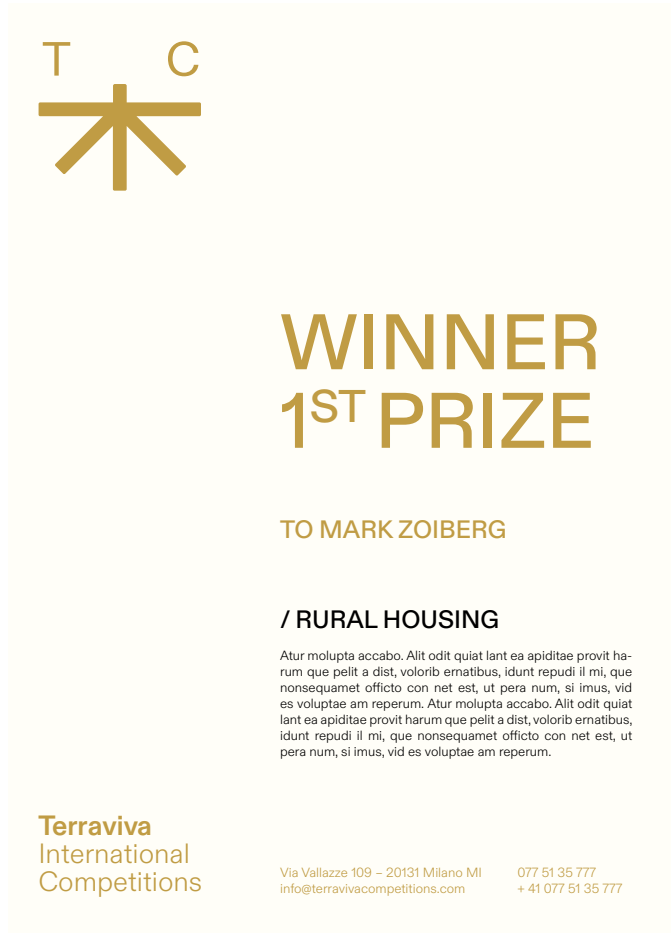 T C
WINNER
1ST PRIZE
TO MARK ZOIBERG
/ RURAL HOUSING
Atur molupta accabo. Alit odit quiat lant ea apiditae provit ha-
rum que pelit a dist, volorib ernatibus, idunt repudi il mi, que
nonsequamet officto con net est, ut pera num, si imus, vid
es voluptae am reperum. Atur molupta accabo. Alit odit quiat
lant ea apiditae provit harum que pelit a dist, volorib ernatibus,
idunt repudi il mi, que nonsequamet officto con net est, ut
pera num, si imus, vid es voluptae am reperum.
Terraviva
International
Competitions
Via Vallazze 109 – 20131 Milano MI
info@terravivacompetitions.com
077 51 35 777
+ 41 077 51 35 777